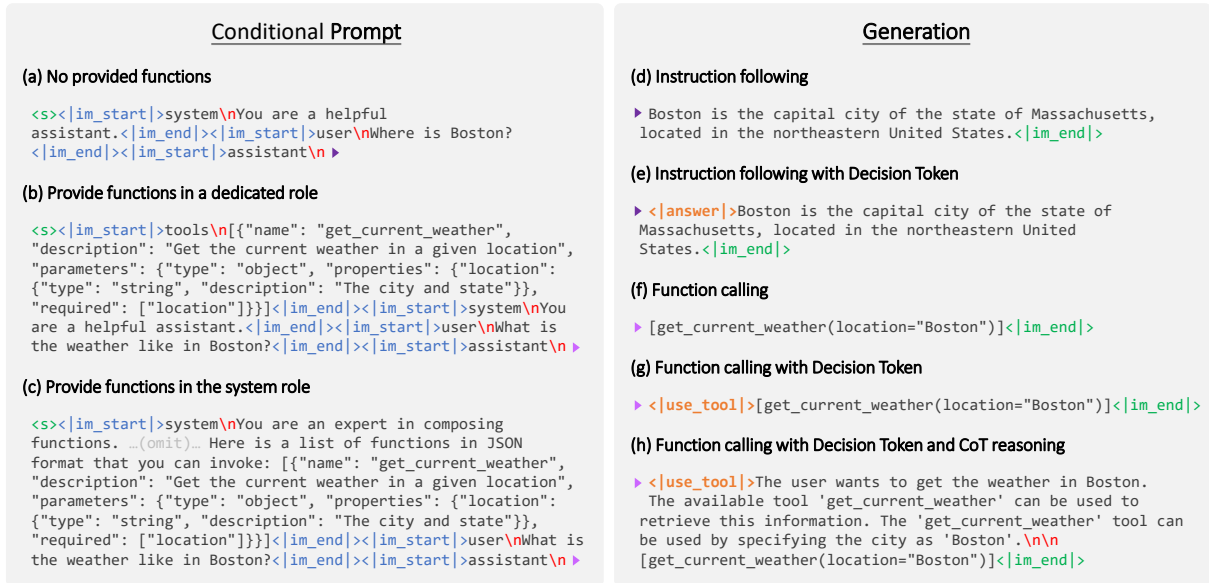 Conditional Prompt
(a) No provided functions
<s><|im_start|>system\nYou are a helpful
assistant.<|im_end|><|im_start|>user\nWhere is Boston?
<|im_end|><|im_start|>assistant\n
(b) Provide functions in a dedicated role
<s><|im_start|>tools\n[{"name": "get_current_weather",
"description": "Get the current weather in a given location",
"parameters": {"type": "object", "properties": {"location":
{"type": "string", "description": "The city and state"}},
"required": ["location"]}}]<|im_end|><|im_start|>system\nYou
are a helpful assistant.<|im_end|><|im_start|>user\nWhat is
the weather like in Boston?<|im_end|><|im_start|>assistant\n
(c) Provide functions in the system role
<s><|im_start|>system\nYou are an expert in composing
functions. …(omit)… Here is a list of functions in JSON
format that you can invoke: [{"name": "get_current_weather",
"description": "Get the current weather in a given location",
"parameters": {"type": "object", "properties": {"location":
{"type": "string", "description": "The city and state"}},
"required": ["location"]}}]<|im_end|><|im_start|>user\nWhat is
the weather like in Boston?<|im_end|><|im_start|>assistant\n
Generation
(d) Instruction following
Boston is the capital city of the state of Massachusetts,
located in the northeastern United States.<|im_end|>
(e) Instruction following with Decision Token
<|answer|>Boston is the capital city of the state of
Massachusetts, located in the northeastern United
States.<|im_end|>
(f) Function calling
[get_current_weather(location="Boston")]<|im_end|>
(g) Function calling with Decision Token
<|use_tool|>[get_current_weather(location="Boston")]<|im_end|>
(h) Function calling with Decision Token and CoT reasoning
<|use_tool|>The user wants to get the weather in Boston.
The available tool 'get_current_weather' can be used to
retrieve this information. The 'get_current_weather' tool can
be used by specifying the city as 'Boston'.\n\n
[get_current_weather(location="Boston")]<|im_end|>